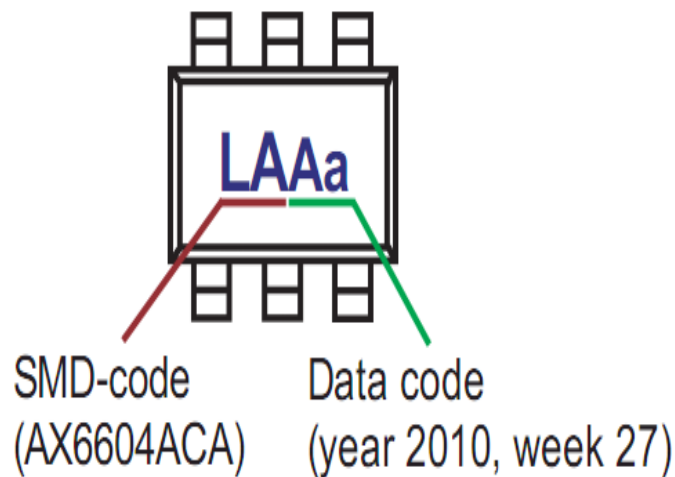 LAAa
SMD-code
(AX6604ACA)
Data code
(year 2010, week 27)